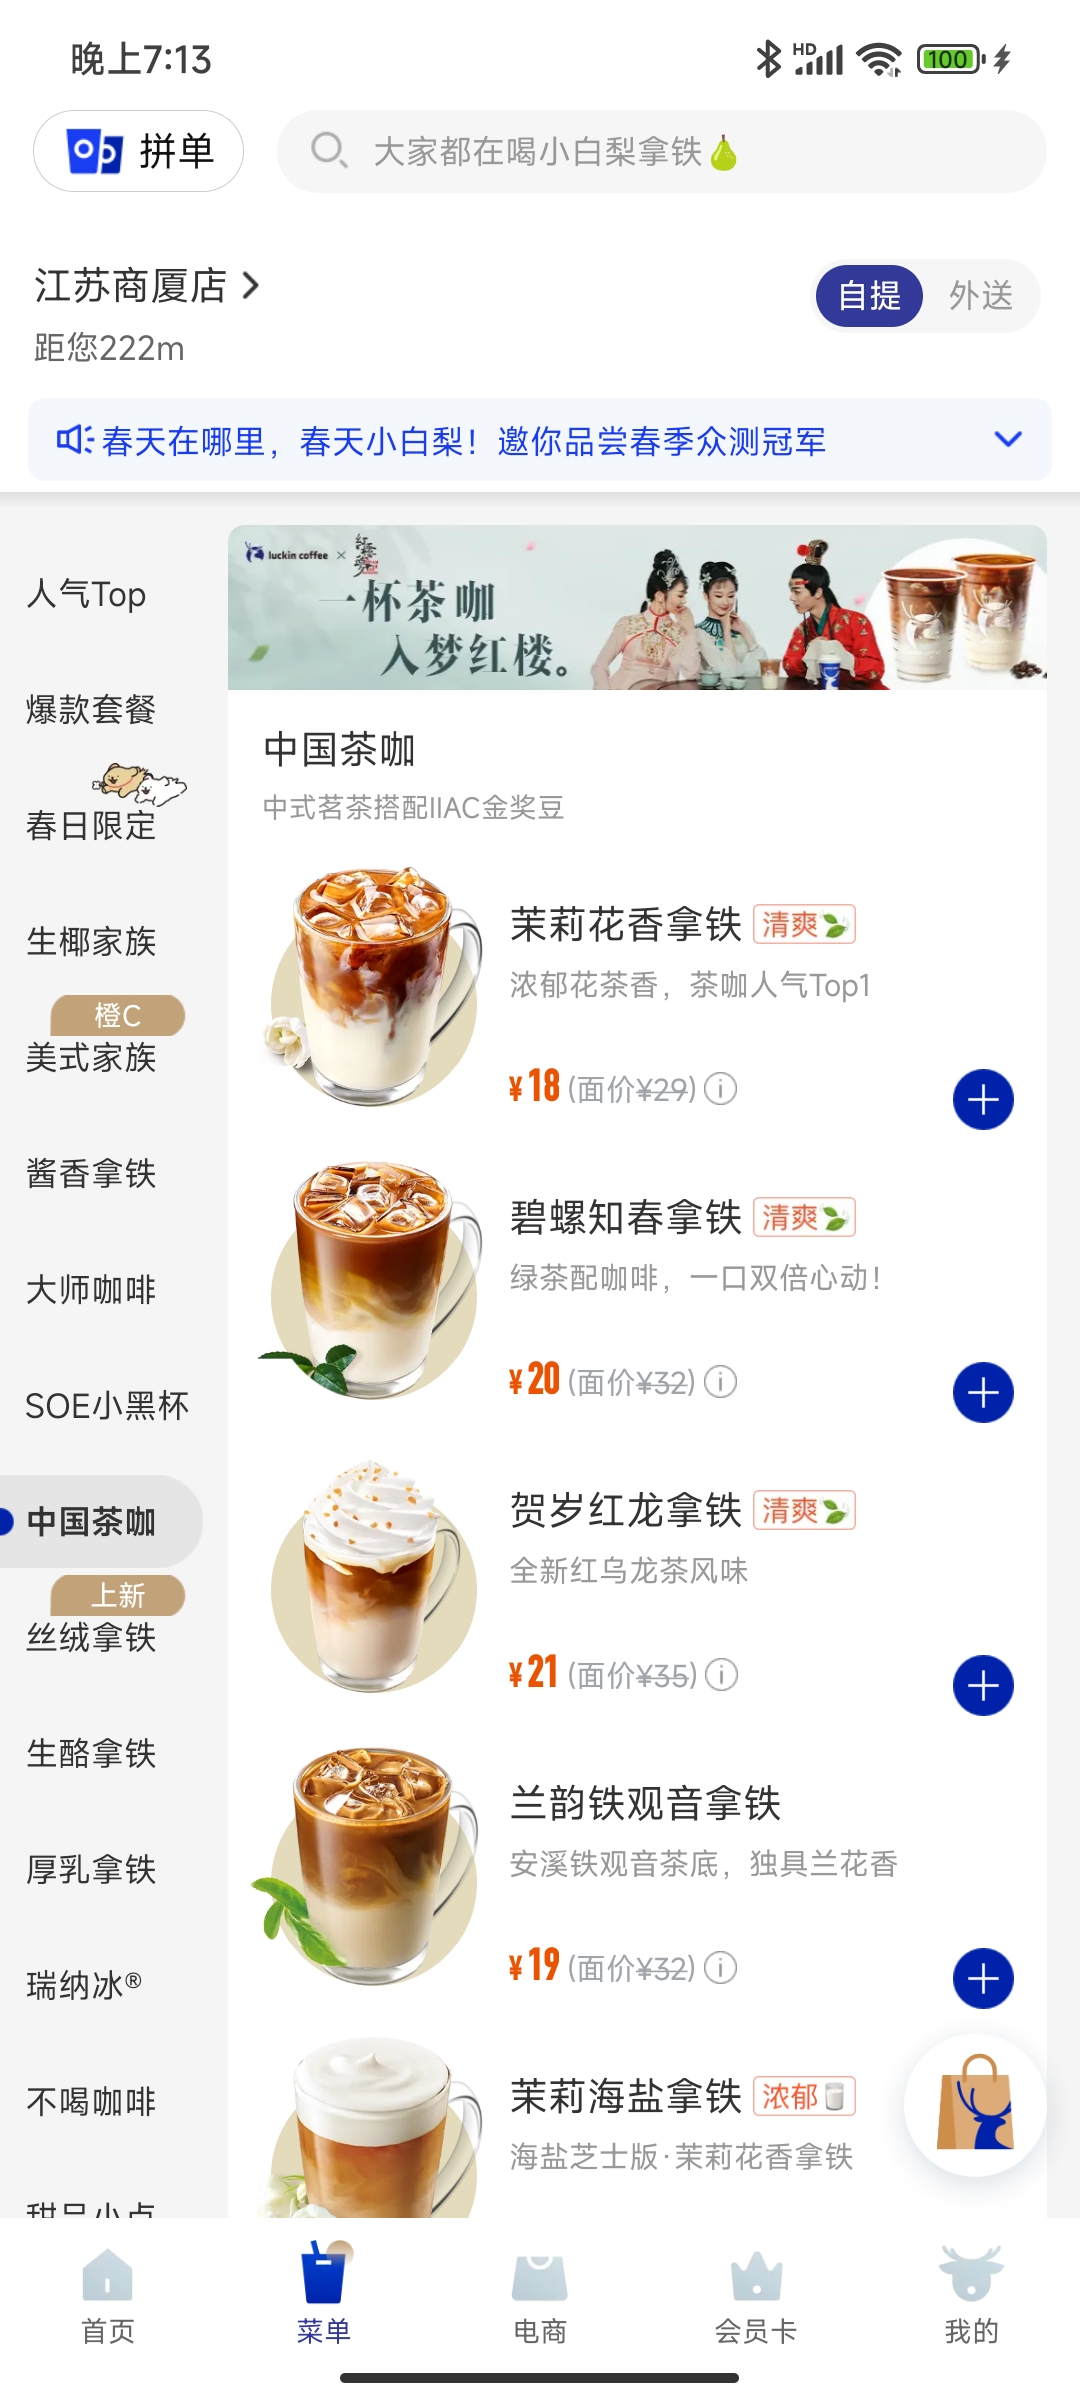 晚上7:13
HD
100
拼单
大家都在喝小白梨拿铁
江苏商厦店
自提
外送
距您222m
春天在哪里，春天小白梨！邀你品尝春季众测冠军
人气Top
爆款套餐
春日限定
生椰家族
橙C
美式家族
酱香拿铁
大师咖啡
SOE小黑杯
中国茶咖
上新
丝绒拿铁
生酪拿铁
厚乳拿铁
瑞纳冰®
不喝咖啡
甜品小点
luckin coffee × 红楼梦
一杯茶咖
入梦红楼。
中国茶咖
中式茗茶搭配IIAC金奖豆
茉莉花香拿铁 清爽
浓郁花茶香，茶咖人气Top1
¥18 (面价¥29)
碧螺知春拿铁 清爽
绿茶配咖啡，一口双倍心动！
¥20 (面价¥32)
贺岁红龙拿铁 清爽
全新红乌龙茶风味
¥21 (面价¥35)
兰韵铁观音拿铁
安溪铁观音茶底，独具兰花香
¥19 (面价¥32)
茉莉海盐拿铁 浓郁
海盐芝士版·茉莉花香拿铁
首页
菜单
电商
会员卡
我的